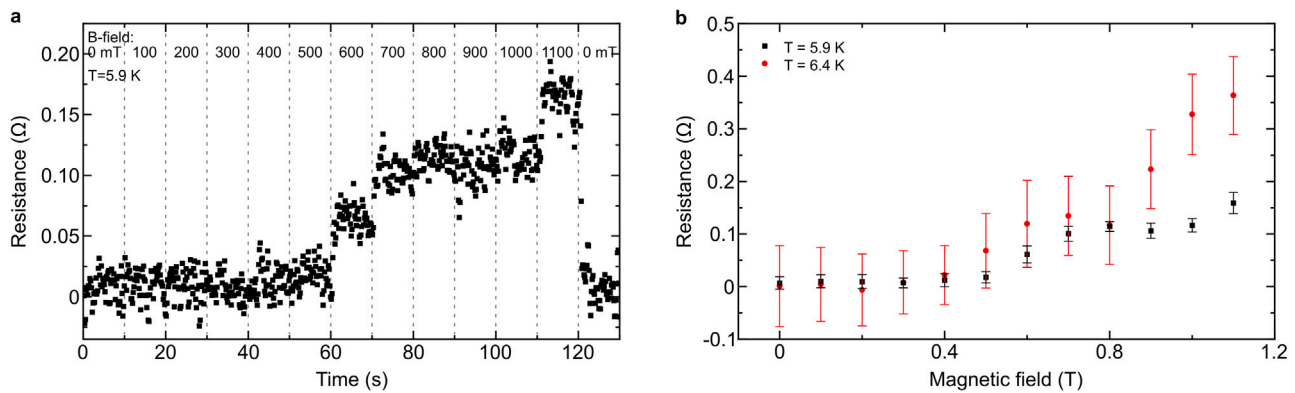 a
B-field:
0 mT 100 200 300 400 500 600 700 800 900 1000 1100 0 mT
T=5.9 K
0.20
0.15
0.10
0.05
0
Resistance (Ω)
0 20 40 60 80 100 120
Time (s)
b
T = 5.9 K
T = 6.4 K
0.5
0.4
0.3
0.2
0.1
0
-0.1
Resistance (Ω)
0 0.4 0.8 1.2
Magnetic field (T)